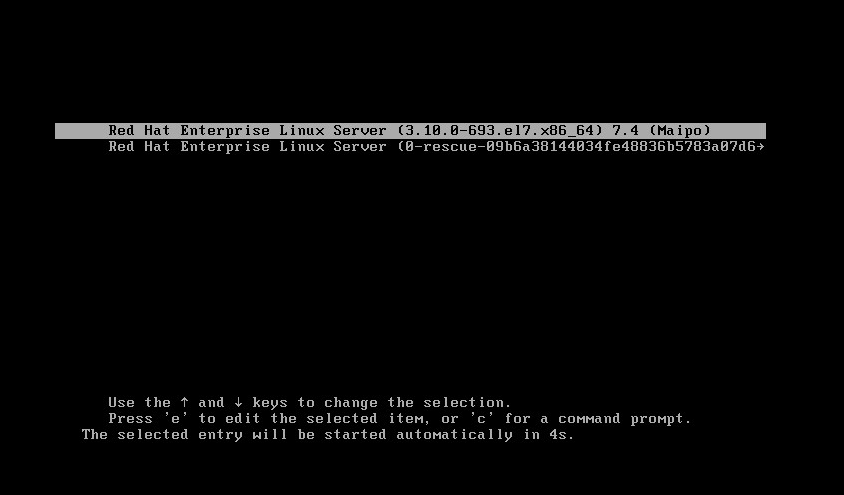 Red Hat Enterprise Linux Server (3.10.0-693.el7.x86_64) 7.4 (Maipo)
Red Hat Enterprise Linux Server (0-rescue-09b6a38144034fe48836b5783a07d6→
Use the ↑ and ↓ keys to change the selection.
Press 'e' to edit the selected item, or 'c' for a command prompt.
The selected entry will be started automatically in 4s.